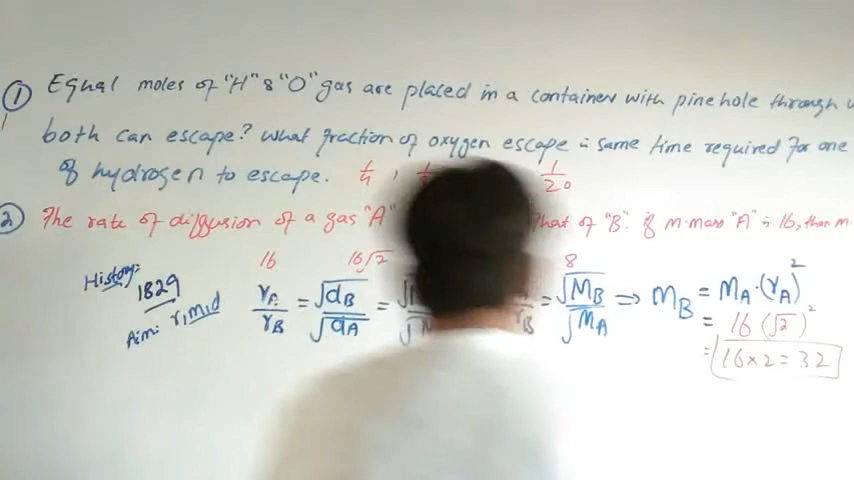 1 Equal moles of "H" & "O" gas are placed in a container with pinehole through
both can escape? What fraction of oxygen escape in same time required for one
of hydrogen to escape. 1/4 , 1/20
2 The rate of diffusion of a gas "A" that of "B". if m.mass "A" is 16, then m.
16 16√2 8
History:
1829
Aim: r, m, d
rA/rB = √dB/√dA = = √MB/√MA ⇒ MB = MA.(rA)²
= 16 (√2)²
= 16×2 = 32